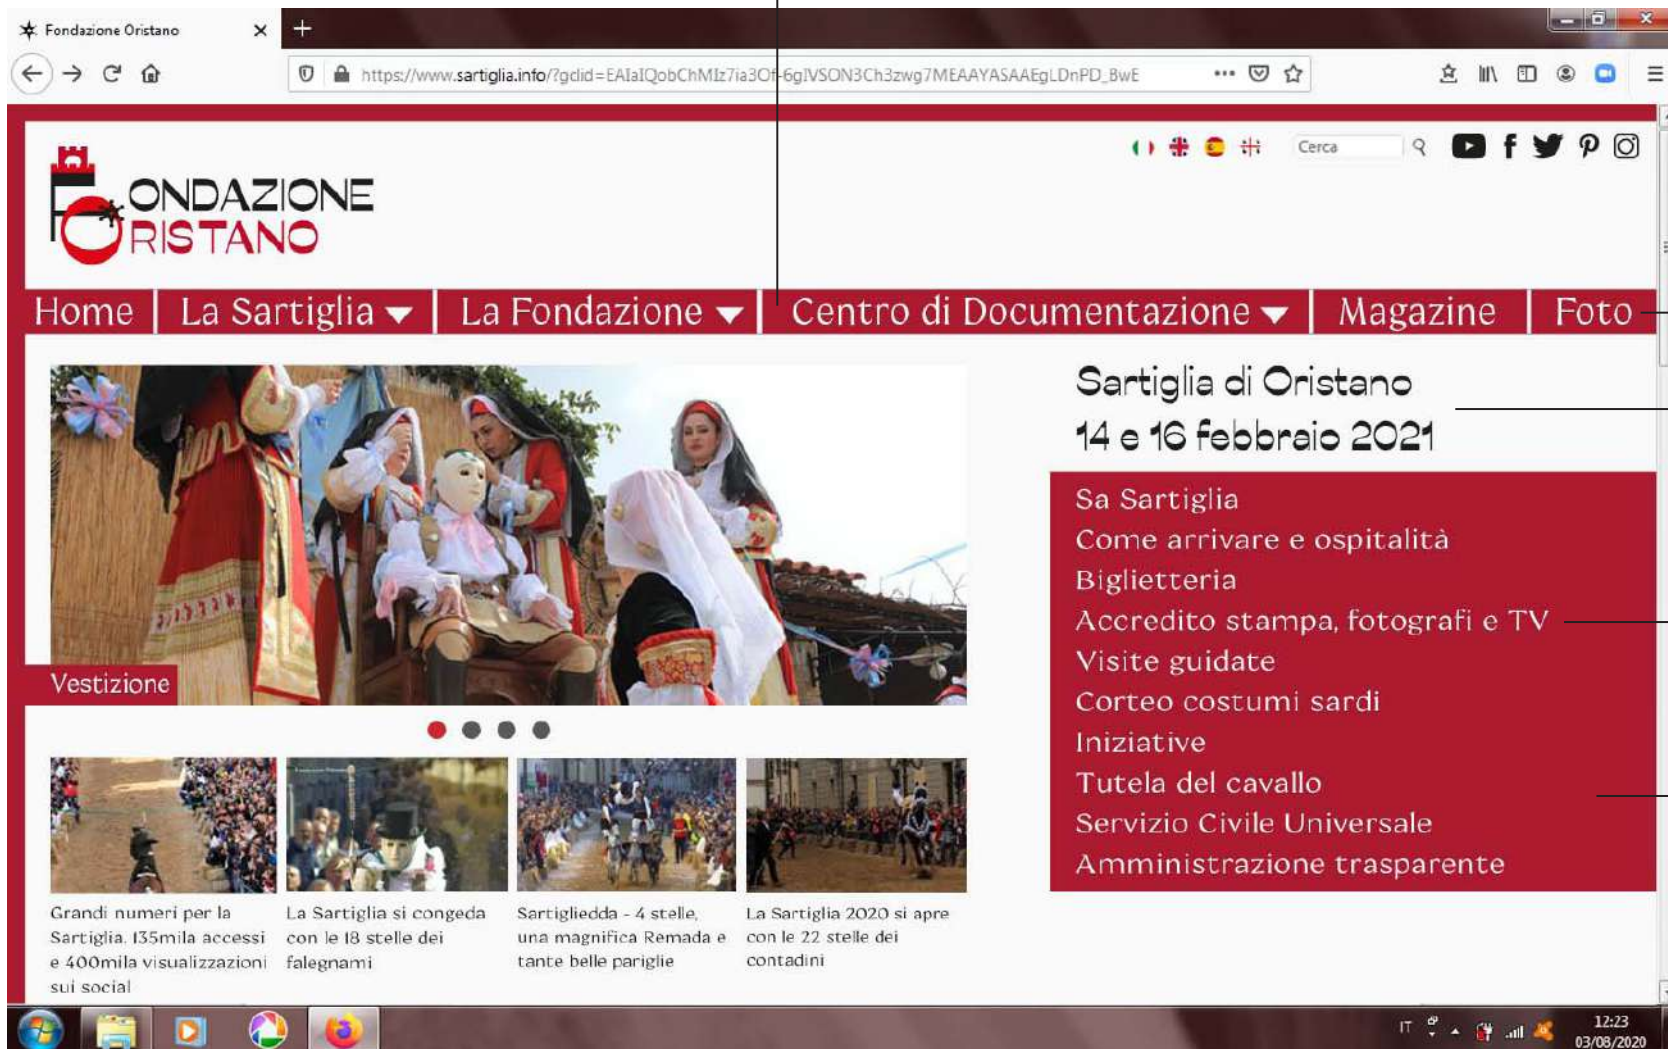 Fondazione Oristano
https://www.sartiglia.info/?gclid=EAIaIQobChMIz7ia3Of-6gIVSON3Ch3zwg7MEAAYASAAEgLDnPD_BwE
Cerca
FONDAZIONE
ORISTANO
Home La Sartiglia La Fondazione Centro di Documentazione Magazine Foto
Sartiglia di Oristano
14 e 16 febbraio 2021
Sa Sartiglia
Come arrivare e ospitalità
Biglietteria
Accredito stampa, fotografi e TV
Visite guidate
Corteo costumi sardi
Iniziative
Tutela del cavallo
Servizio Civile Universale
Amministrazione trasparente
Vestizione
Grandi numeri per la
Sartiglia. 135mila accessi
e 400mila visualizzazioni
sui social
La Sartiglia si congeda
con le 18 stelle dei
falegnami
Sartigliedda - 4 stelle,
una magnifica Remada e
tante belle pariglie
La Sartiglia 2020 si apre
con le 22 stelle dei
contadini
IT
12:23
03/08/2020